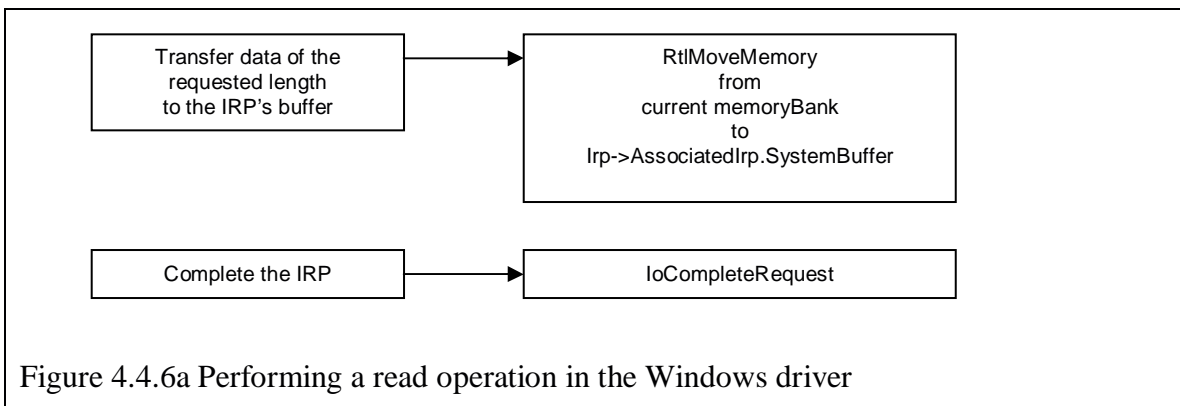 Transfer data of the
requested length
to the IRP's buffer
RtlMoveMemory
from
current memoryBank
to
Irp->AssociatedIrp.SystemBuffer
Complete the IRP
IoCompleteRequest
Figure 4.4.6a Performing a read operation in the Windows driver